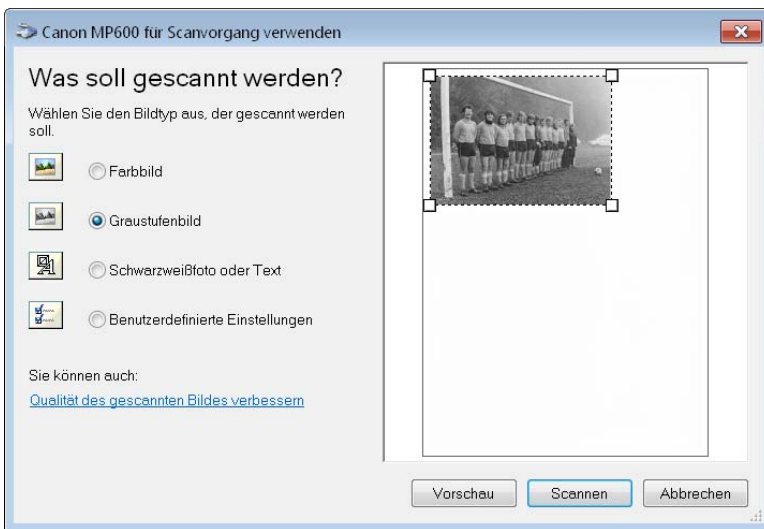 Canon MP600 für Scanvorgang verwenden
Was soll gescannt werden?
Wählen Sie den Bildtyp aus, der gescannt werden
soll.
Farbbild
Graustufenbild
Schwarzweißfoto oder Text
Benutzerdefinierte Einstellungen
Sie können auch:
Qualität des gescannten Bildes verbessern
Vorschau
Scannen
Abbrechen